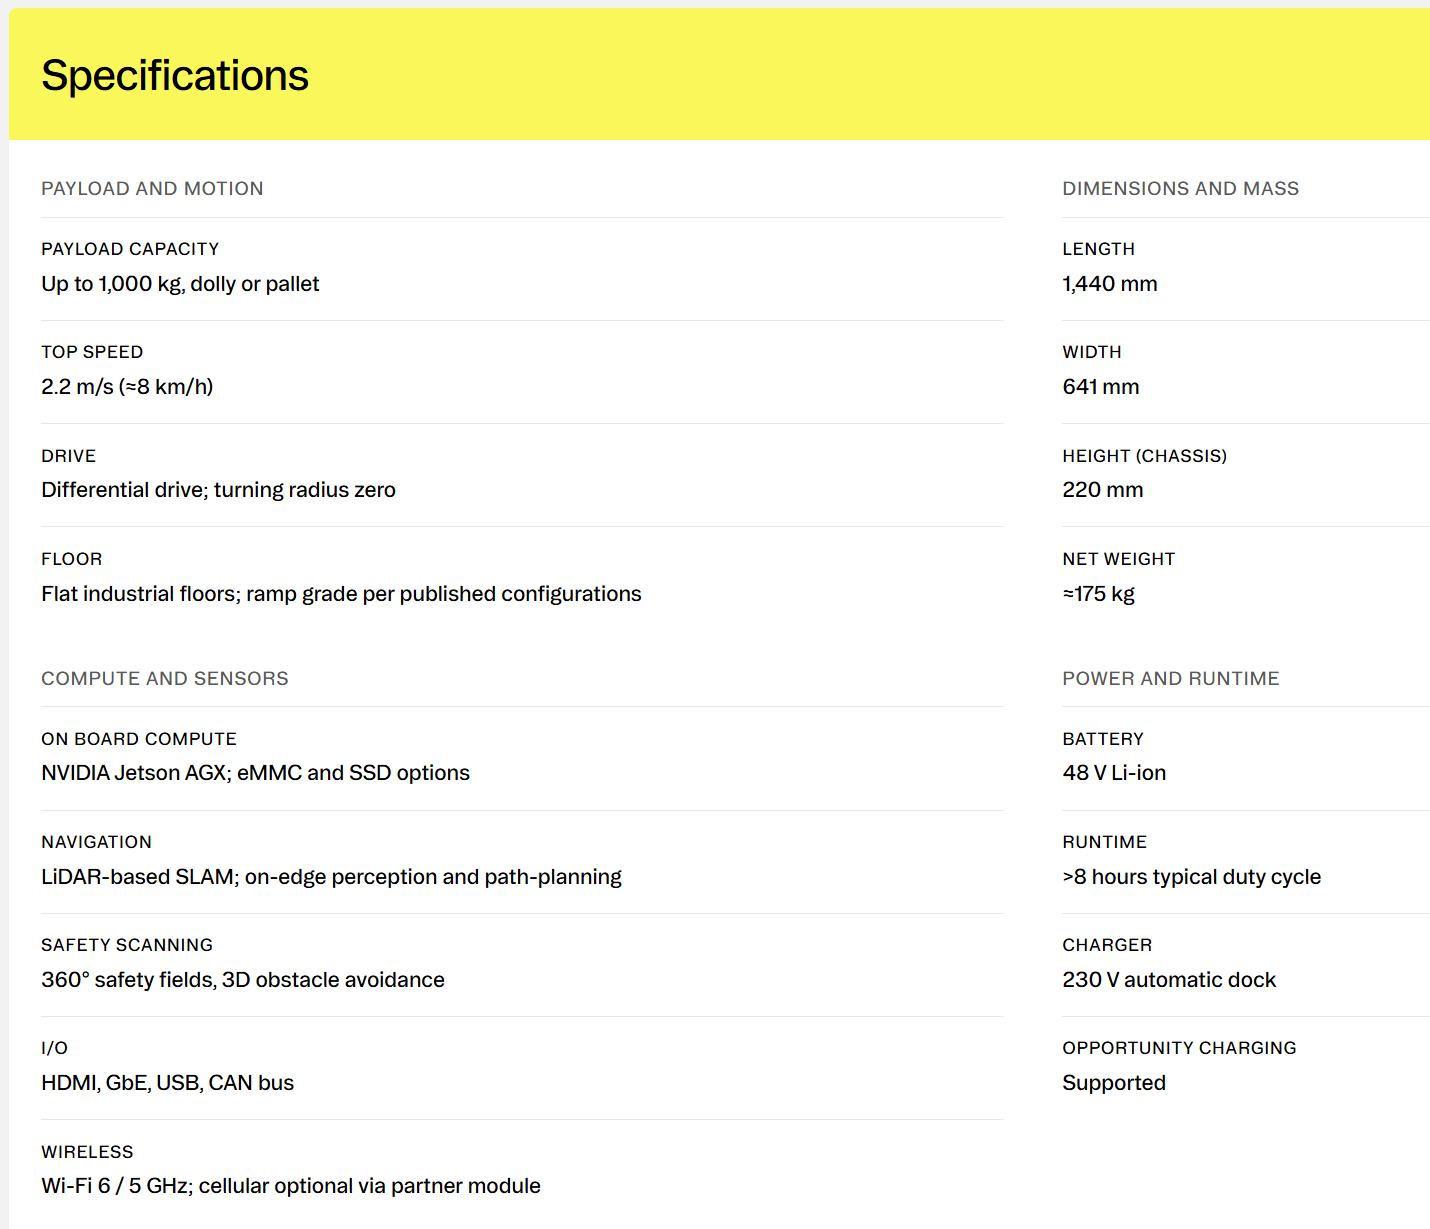 Specifications
PAYLOAD AND MOTION
PAYLOAD CAPACITY
Up to 1,000 kg, dolly or pallet
TOP SPEED
2.2 m/s (≈8 km/h)
DRIVE
Differential drive; turning radius zero
FLOOR
Flat industrial floors; ramp grade per published configurations
DIMENSIONS AND MASS
LENGTH
1,440 mm
WIDTH
641 mm
HEIGHT (CHASSIS)
220 mm
NET WEIGHT
≈175 kg
COMPUTE AND SENSORS
ON BOARD COMPUTE
NVIDIA Jetson AGX; eMMC and SSD options
NAVIGATION
LiDAR-based SLAM; on-edge perception and path-planning
SAFETY SCANNING
360° safety fields, 3D obstacle avoidance
I/O
HDMI, GbE, USB, CAN bus
WIRELESS
Wi-Fi 6 / 5 GHz; cellular optional via partner module
POWER AND RUNTIME
BATTERY
48 V Li-ion
RUNTIME
>8 hours typical duty cycle
CHARGER
230 V automatic dock
OPPORTUNITY CHARGING
Supported